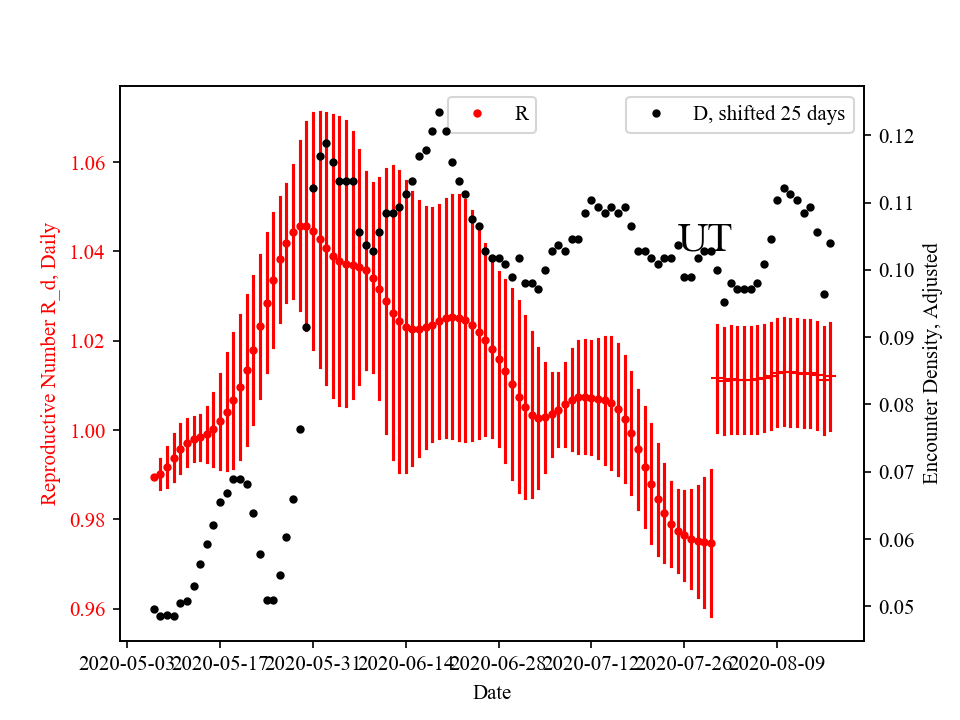 R
D, shifted 25 days
UT
Reproductive Number R_d, Daily
1.06
1.04
1.02
1.00
0.98
0.96
0.12
0.11
0.10
0.09
0.08
0.07
0.06
0.05
Encounter Density, Adjusted
2020-05-03 2020-05-17 2020-05-31 2020-06-14 2020-06-28 2020-07-12 2020-07-26 2020-08-09
Date